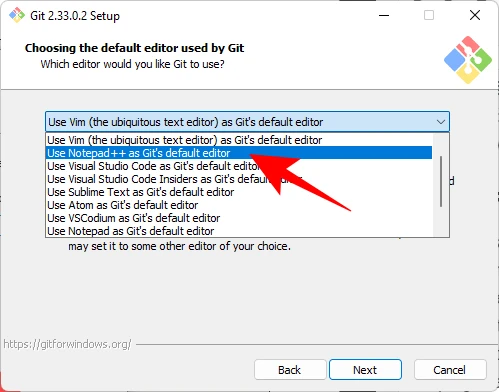 Git 2.33.0.2 Setup
Choosing the default editor used by Git
Which editor would you like Git to use?
Use Vim (the ubiquitous text editor) as Git's default editor
Use Vim (the ubiquitous text editor) as Git's default editor
Use Notepad++ as Git's default editor
Use Visual Studio Code as Git's default editor
Use Visual Studio Code Insiders as Git's default editor
Use Sublime Text as Git's default editor
Use Atom as Git's default editor
Use VSCodium as Git's default editor
Use Notepad as Git's default editor
may set it to some other editor of your choice.
https://gitforwindows.org/
Back
Next
Cancel